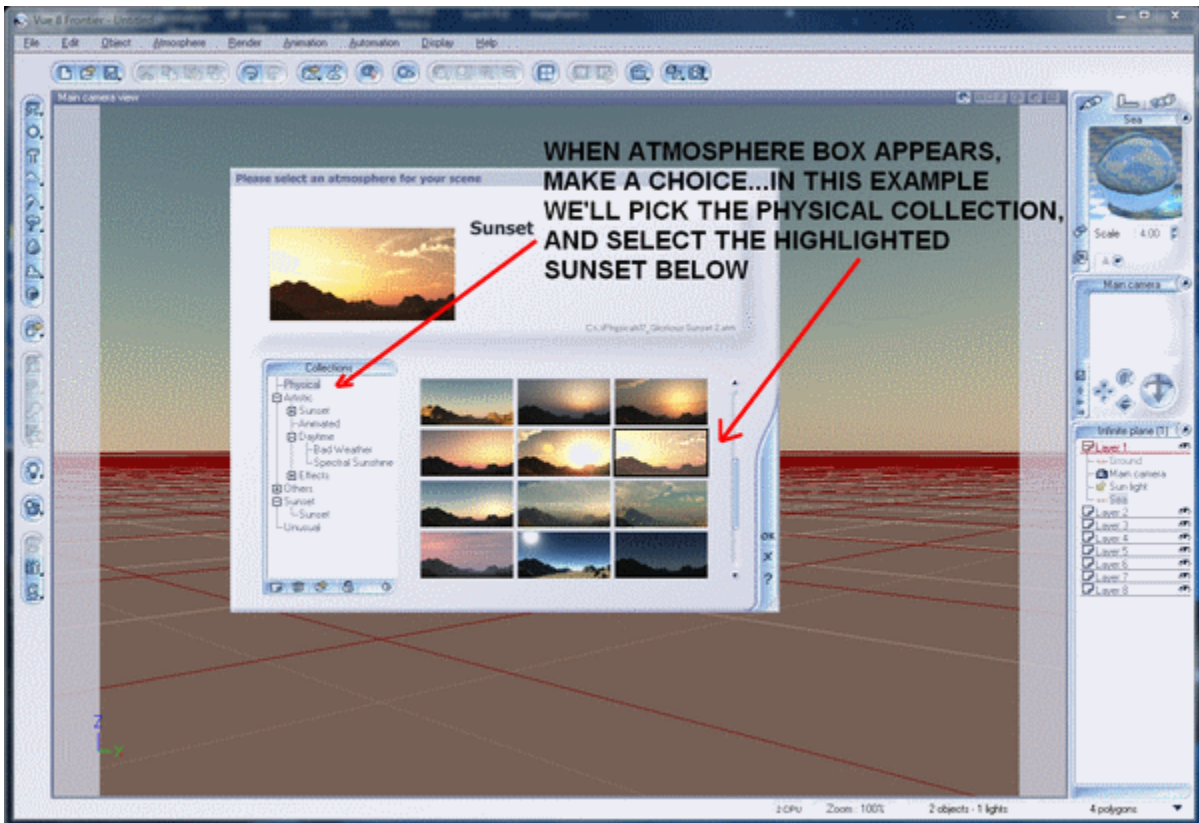 Vue 8 Frontier - Untitled
File Edit Object Atmosphere Render Animation Automation Display Help
Main camera view
Sea
WHEN ATMOSPHERE BOX APPEARS,
MAKE A CHOICE...IN THIS EXAMPLE
WE'LL PICK THE PHYSICAL COLLECTION,
AND SELECT THE HIGHLIGHTED
SUNSET BELOW
Please select an atmosphere for your scene
Sunset
Scale : 4.00
Main camera
Collections
Physical
Artistic
Sunset
Animated
Daytime
Bad Weather
Spectral Sunshine
Effects
Others
Sunset
Sunset
Unusual
OK
X
?
Infinite plane (1)
Layer 1
Ground
Main camera
Sun light
Sea
Layer 2
Layer 3
Layer 4
Layer 5
Layer 6
Layer 7
Layer 8
Z
Y
2 CPU Zoom : 100% 2 objects - 1 lights 4 polygons